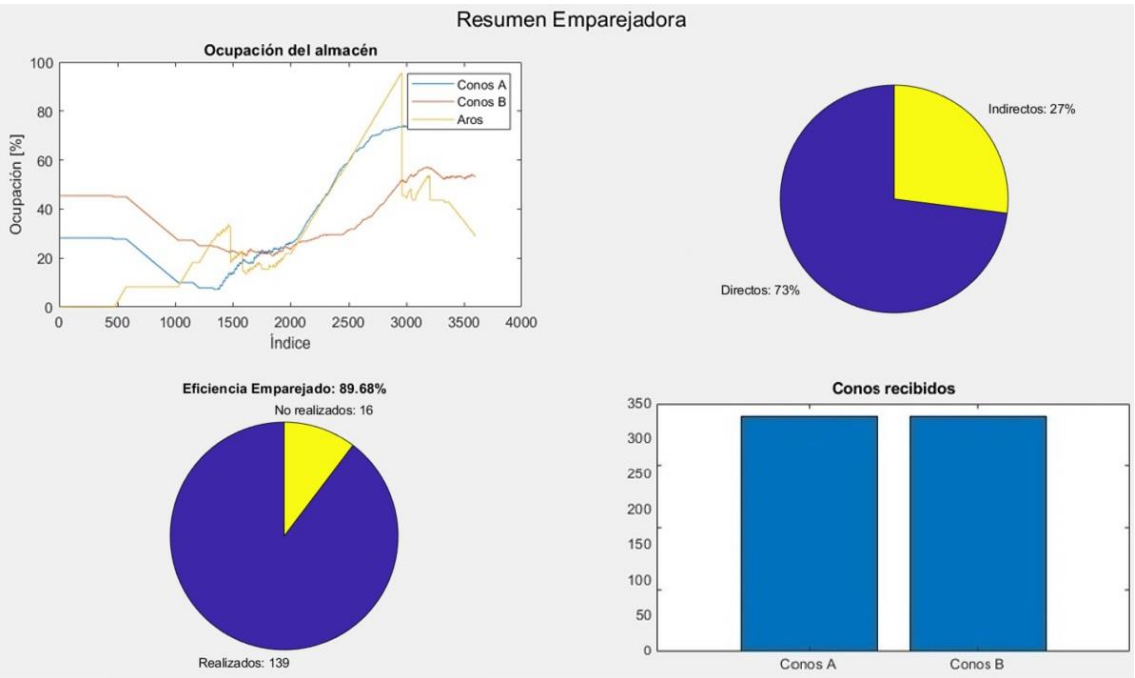 Resumen Emparejadora
Ocupación del almacén
100
80
60
40
20
0
Ocupación [%]
Conos A
Conos B
Aros
0 500 1000 1500 2000 2500 3000 3500 4000
Índice
Indirectos: 27%
Directos: 73%
Eficiencia Emparejado: 89.68%
No realizados: 16
Realizados: 139
Conos recibidos
350
300
250
200
150
100
50
0
Conos A Conos B